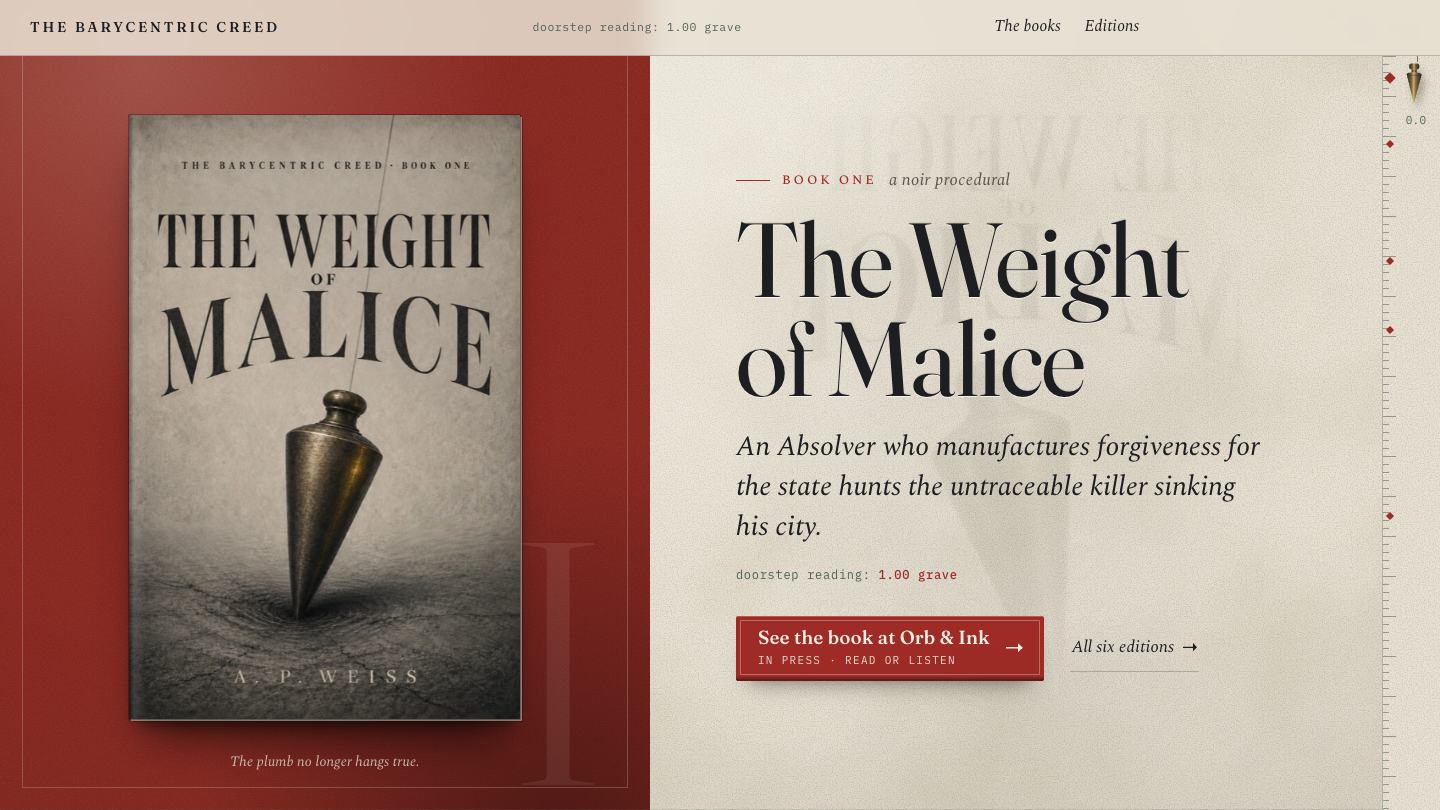 THE BARYCENTRIC CREED
doorstep reading: 1.00 grave
The books
Editions
THE BARYCENTRIC CREED · BOOK ONE
THE WEIGHT
OF
MALICE
A. P. WEISS
The plumb no longer hangs true.
I
BOOK ONE a noir procedural
The Weight
of Malice
An Absolver who manufactures forgiveness for
the state hunts the untraceable killer sinking
his city.
doorstep reading: 1.00 grave
See the book at Orb & Ink →
IN PRESS · READ OR LISTEN
All six editions →
0.0